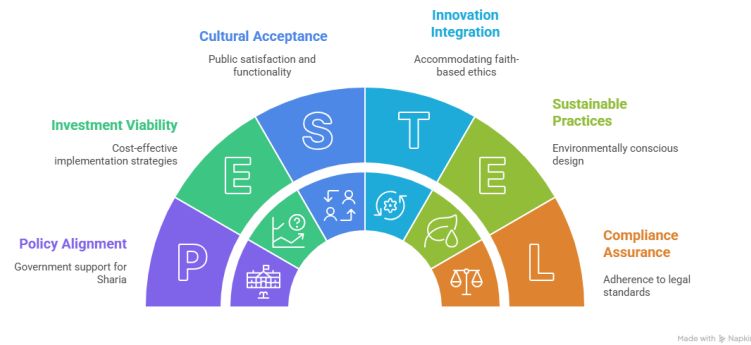 Innovation
Integration
Accommodating faith-
based ethics
Cultural Acceptance
Public satisfaction and
functionality
Investment Viability
Cost-effective
implementation strategies
Sustainable
Practices
Environmentally conscious
design
Policy Alignment
Government support for
Sharia
Compliance
Assurance
Adherence to legal
standards
P
E
S
T
E
L
?
Made with Napkin